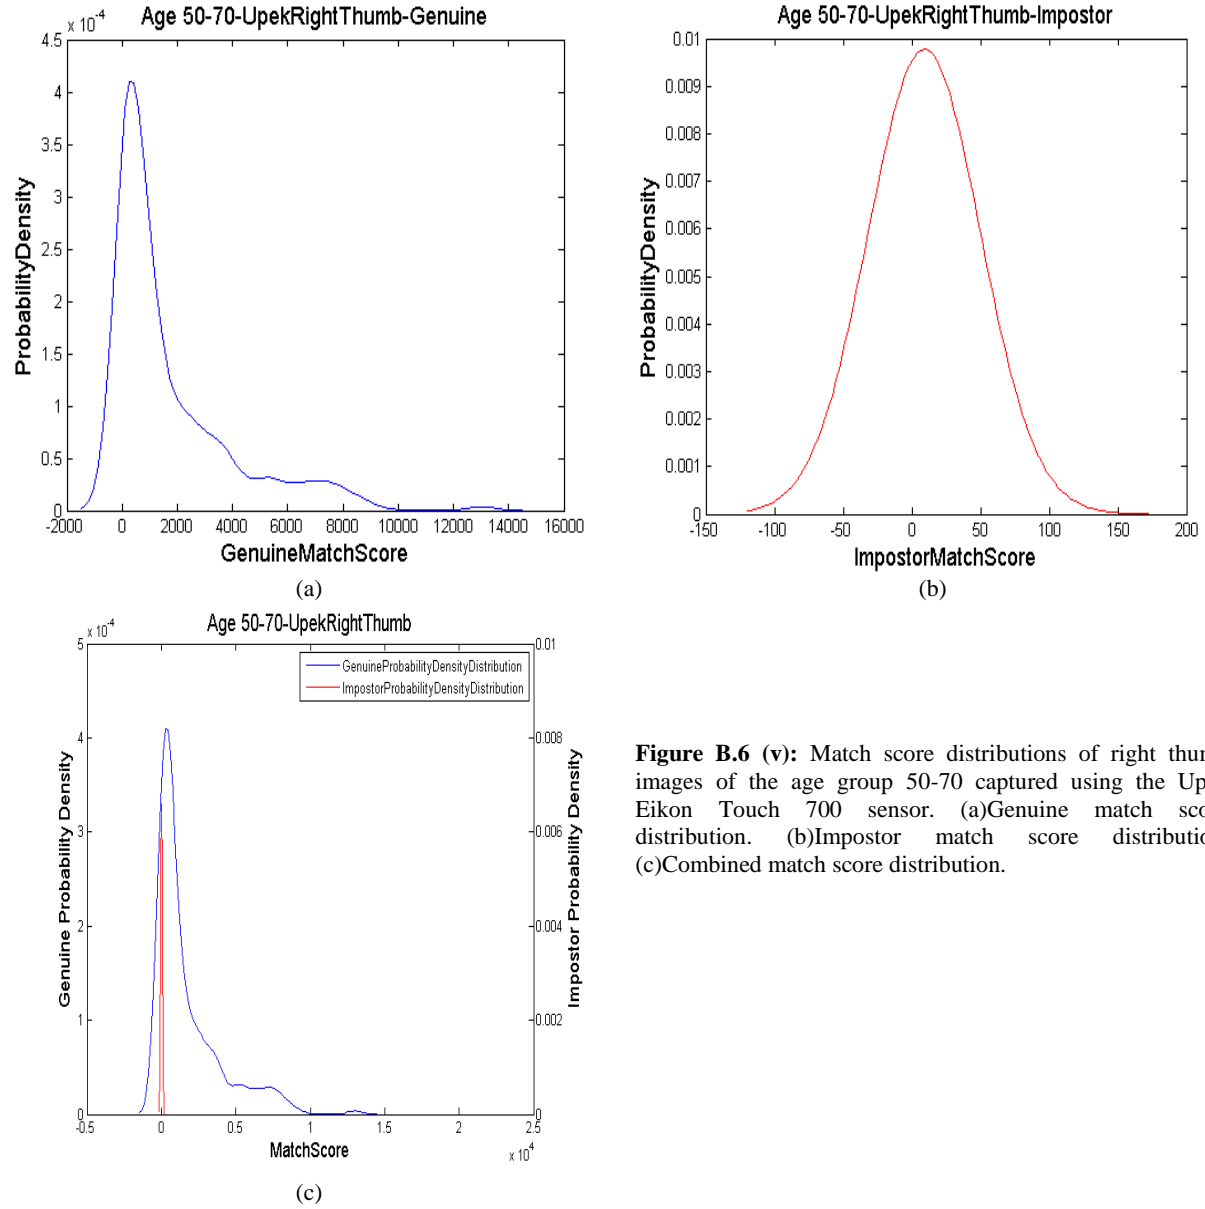 Age 50-70-UpekRightThumb-Genuine
x 10-4
4.5
4
3.5
3
2.5
2
1.5
1
0.5
0
ProbabilityDensity
-2000 0 2000 4000 6000 8000 10000 12000 14000 16000
GenuineMatchScore
(a)
Age 50-70-UpekRightThumb-Impostor
0.01
0.009
0.008
0.007
0.006
0.005
0.004
0.003
0.002
0.001
0
ProbabilityDensity
-150 -100 -50 0 50 100 150 200
ImpostorMatchScore
(b)
Age 50-70-UpekRightThumb
x 10-4
5
4
3
2
1
0
Genuine Probability Density
GenuineProbabilityDensityDistribution
ImpostorProbabilityDensityDistribution
0.01
0.008
0.006
0.004
0.002
0
Impostor Probability Density
-0.5 0 0.5 1 1.5 2 2.5
MatchScore
x 104
(c)
Figure B.6 (v): Match score distributions of right thum
images of the age group 50-70 captured using the Up
Eikon Touch 700 sensor. (a)Genuine match sco
distribution. (b)Impostor match score distributio
(c)Combined match score distribution.